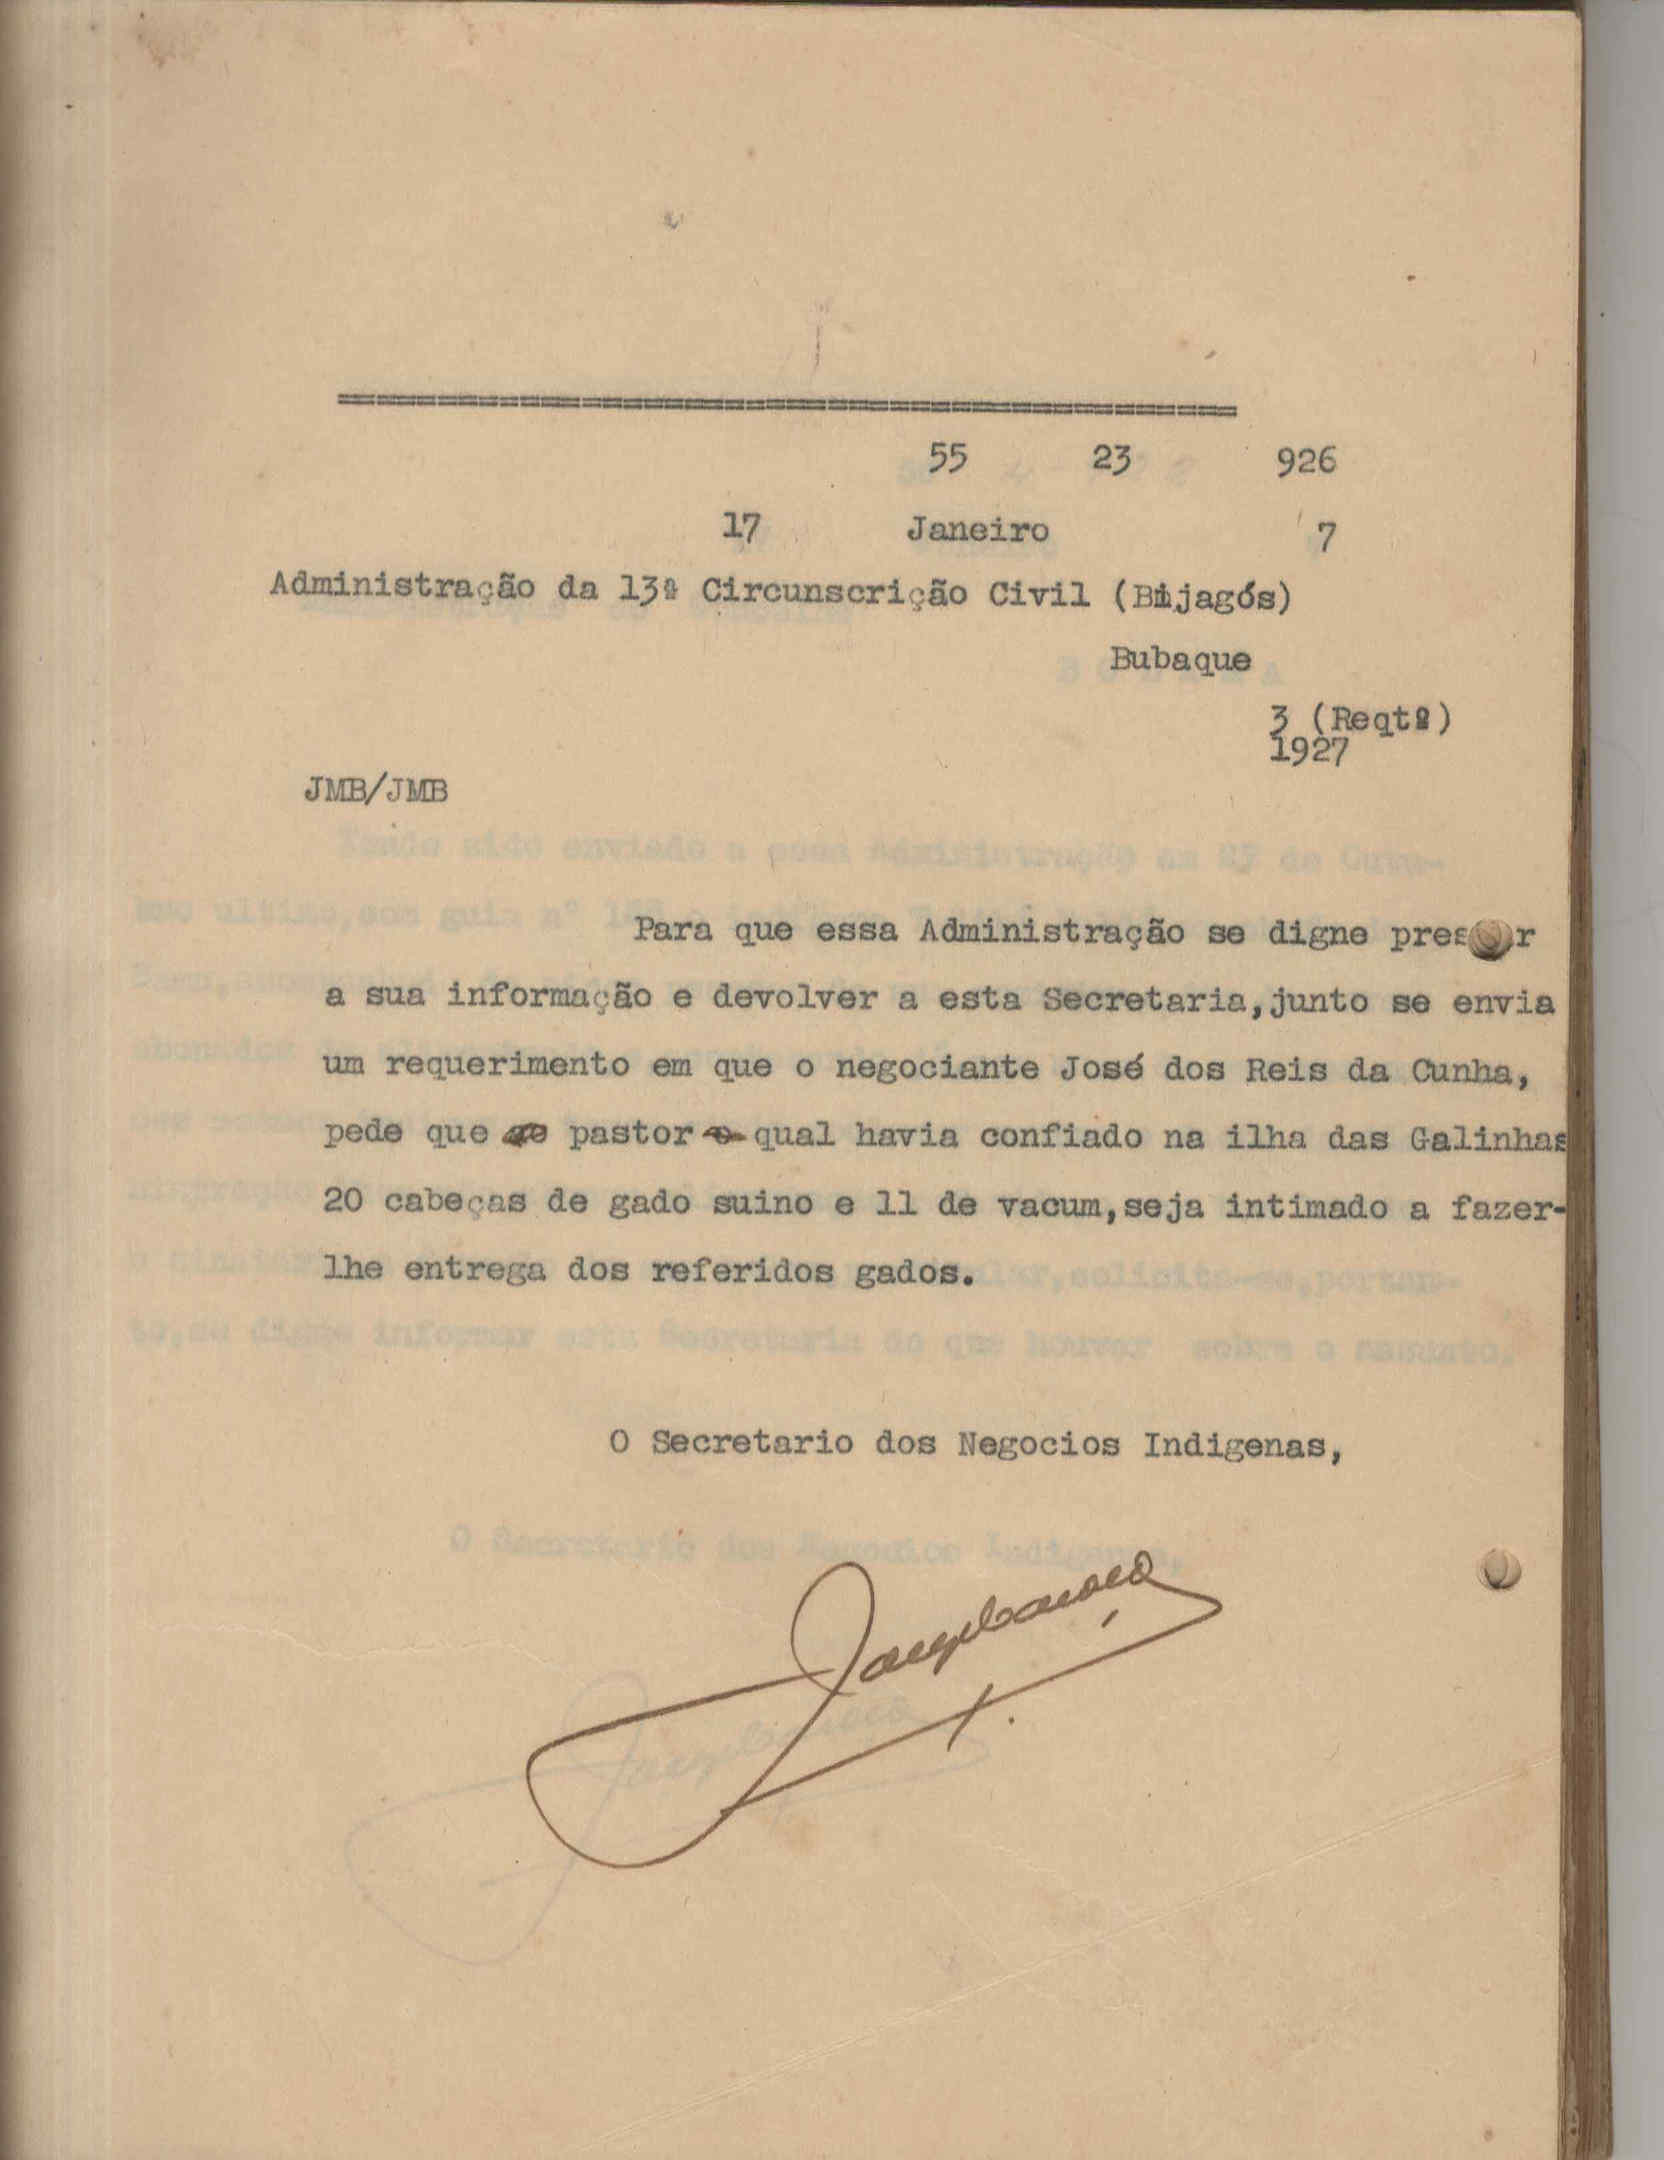 55 23 926
17 Janeiro 7
Administração da 13ª Circunscrição Civil (Bijagós)
Bubaque
3 (Reqtº)
1927
JMB/JMB
Para que essa Administração se digne prestar
a sua informação e devolver a esta Secretaria,junto se envia
um requerimento em que o negociante José dos Reis da Cunha,
pede que pastor qual havia confiado na ilha das Galinhas
20 cabeças de gado suino e 11 de vacum,seja intimado a fazer-
lhe entrega dos referidos gados.
O Secretario dos Negocios Indigenas,